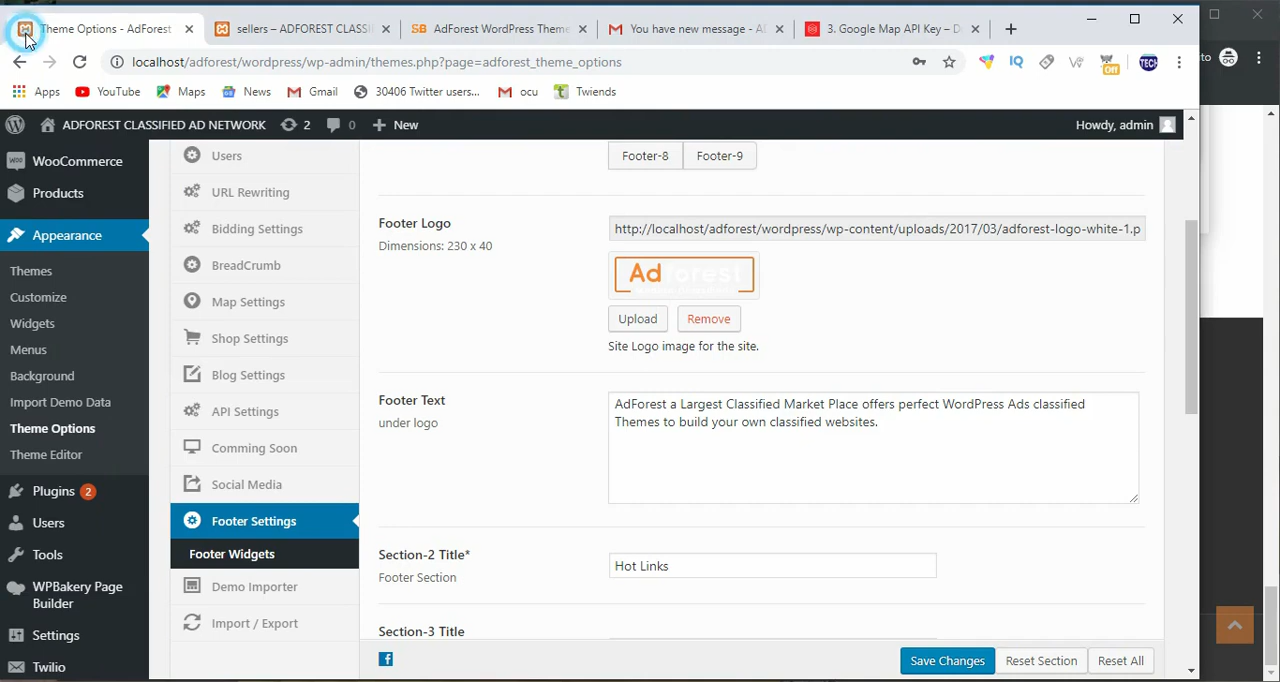 Theme Options - AdForest
sellers – ADFOREST CLASSI
SB AdForest WordPress Theme
You have new message - A
3. Google Map API Key – D
localhost/adforest/wordpress/wp-admin/themes.php?page=adforest_theme_options
IQ
Off
TECH
Apps
YouTube
Maps
News
Gmail
30406 Twitter users...
ocu
Twiends
ADFOREST CLASSIFIED AD NETWORK
2
0
New
Howdy, admin
WooCommerce
Products
Appearance
Themes
Customize
Widgets
Menus
Background
Import Demo Data
Theme Options
Theme Editor
Plugins 2
Users
Tools
WPBakery Page
Builder
Settings
Twilio
Users
URL Rewriting
Bidding Settings
BreadCrumb
Map Settings
Shop Settings
Blog Settings
API Settings
Comming Soon
Social Media
Footer Settings
Footer Widgets
Demo Importer
Import / Export
Footer-8
Footer-9
Footer Logo
Dimensions: 230 x 40
http://localhost/adforest/wordpress/wp-content/uploads/2017/03/adforest-logo-white-1.p
Adforest
Upload
Remove
Site Logo image for the site.
Footer Text
under logo
AdForest a Largest Classified Market Place offers perfect WordPress Ads classified
Themes to build your own classified websites.
Section-2 Title*
Footer Section
Hot Links
Section-3 Title
Save Changes
Reset Section
Reset All